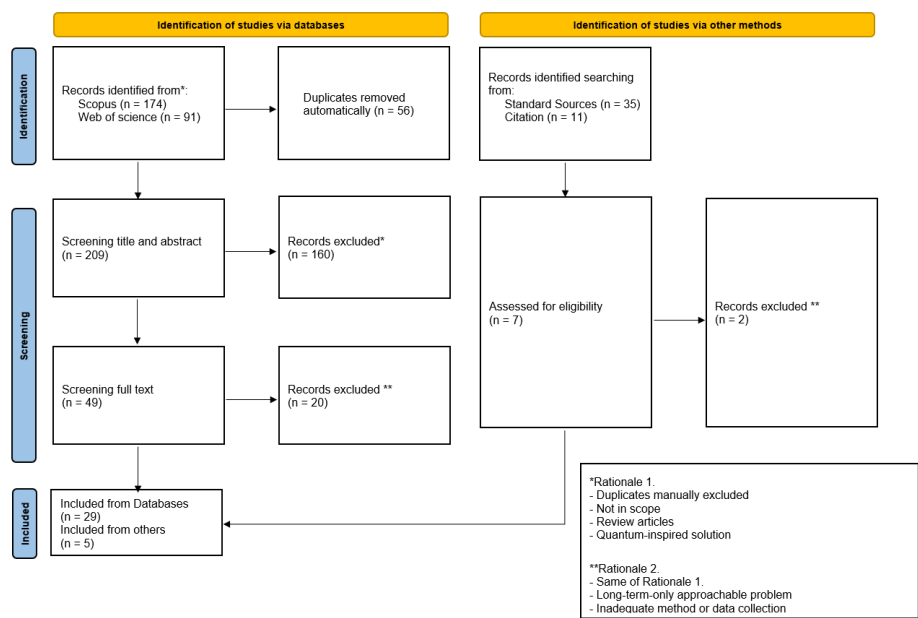 Identification of studies via databases
Identification of studies via other methods
Identification
Records identified from*:
Scopus (n = 174)
Web of science (n = 91)
Duplicates removed
automatically (n = 56)
Records identified searching
from:
Standard Sources (n = 35)
Citation (n = 11)
Screening
Screening title and abstract
(n = 209)
Records excluded*
(n = 160)
Assessed for eligibility
(n = 7)
Records excluded **
(n = 2)
Screening full text
(n = 49)
Records excluded **
(n = 20)
Included
Included from Databases
(n = 29)
Included from others
(n = 5)
*Rationale 1.
- Duplicates manually excluded
- Not in scope
- Review articles
- Quantum-inspired solution
**Rationale 2.
- Same of Rationale 1.
- Long-term-only approachable problem
- Inadequate method or data collection